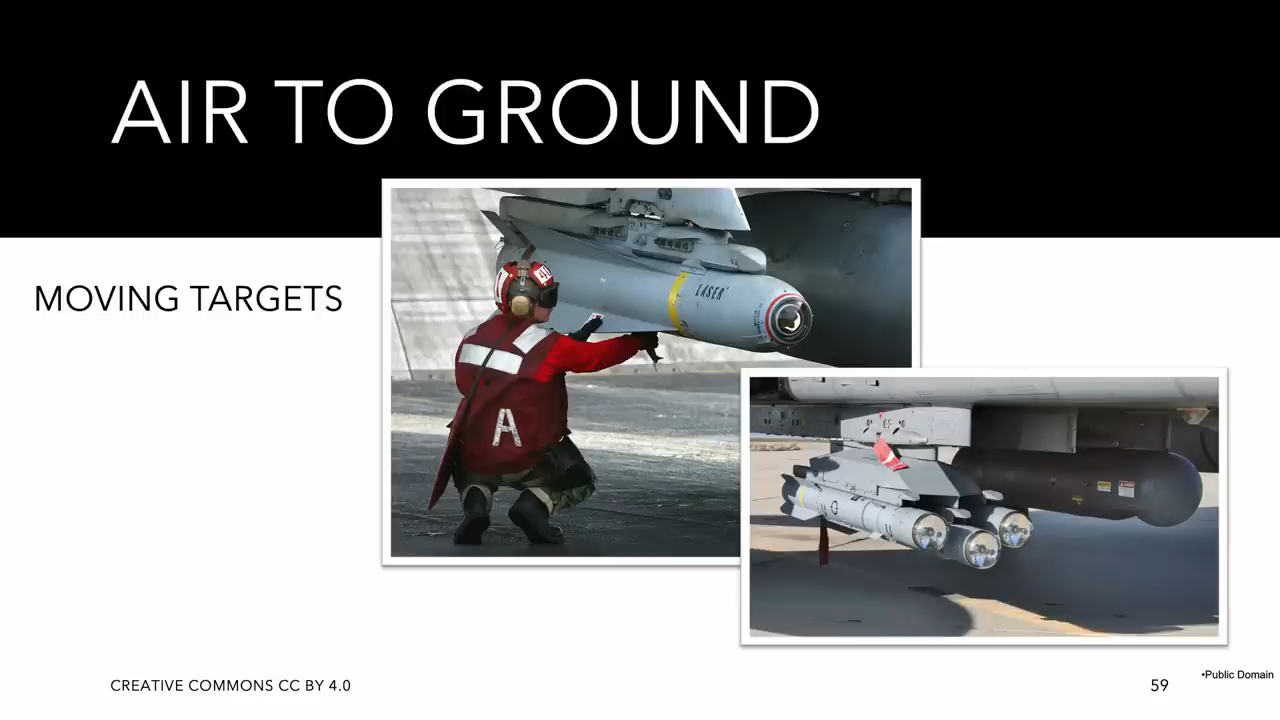 AIR TO GROUND
MOVING TARGETS
LASER
A
CREATIVE COMMONS CC BY 4.0
59
•Public Domain